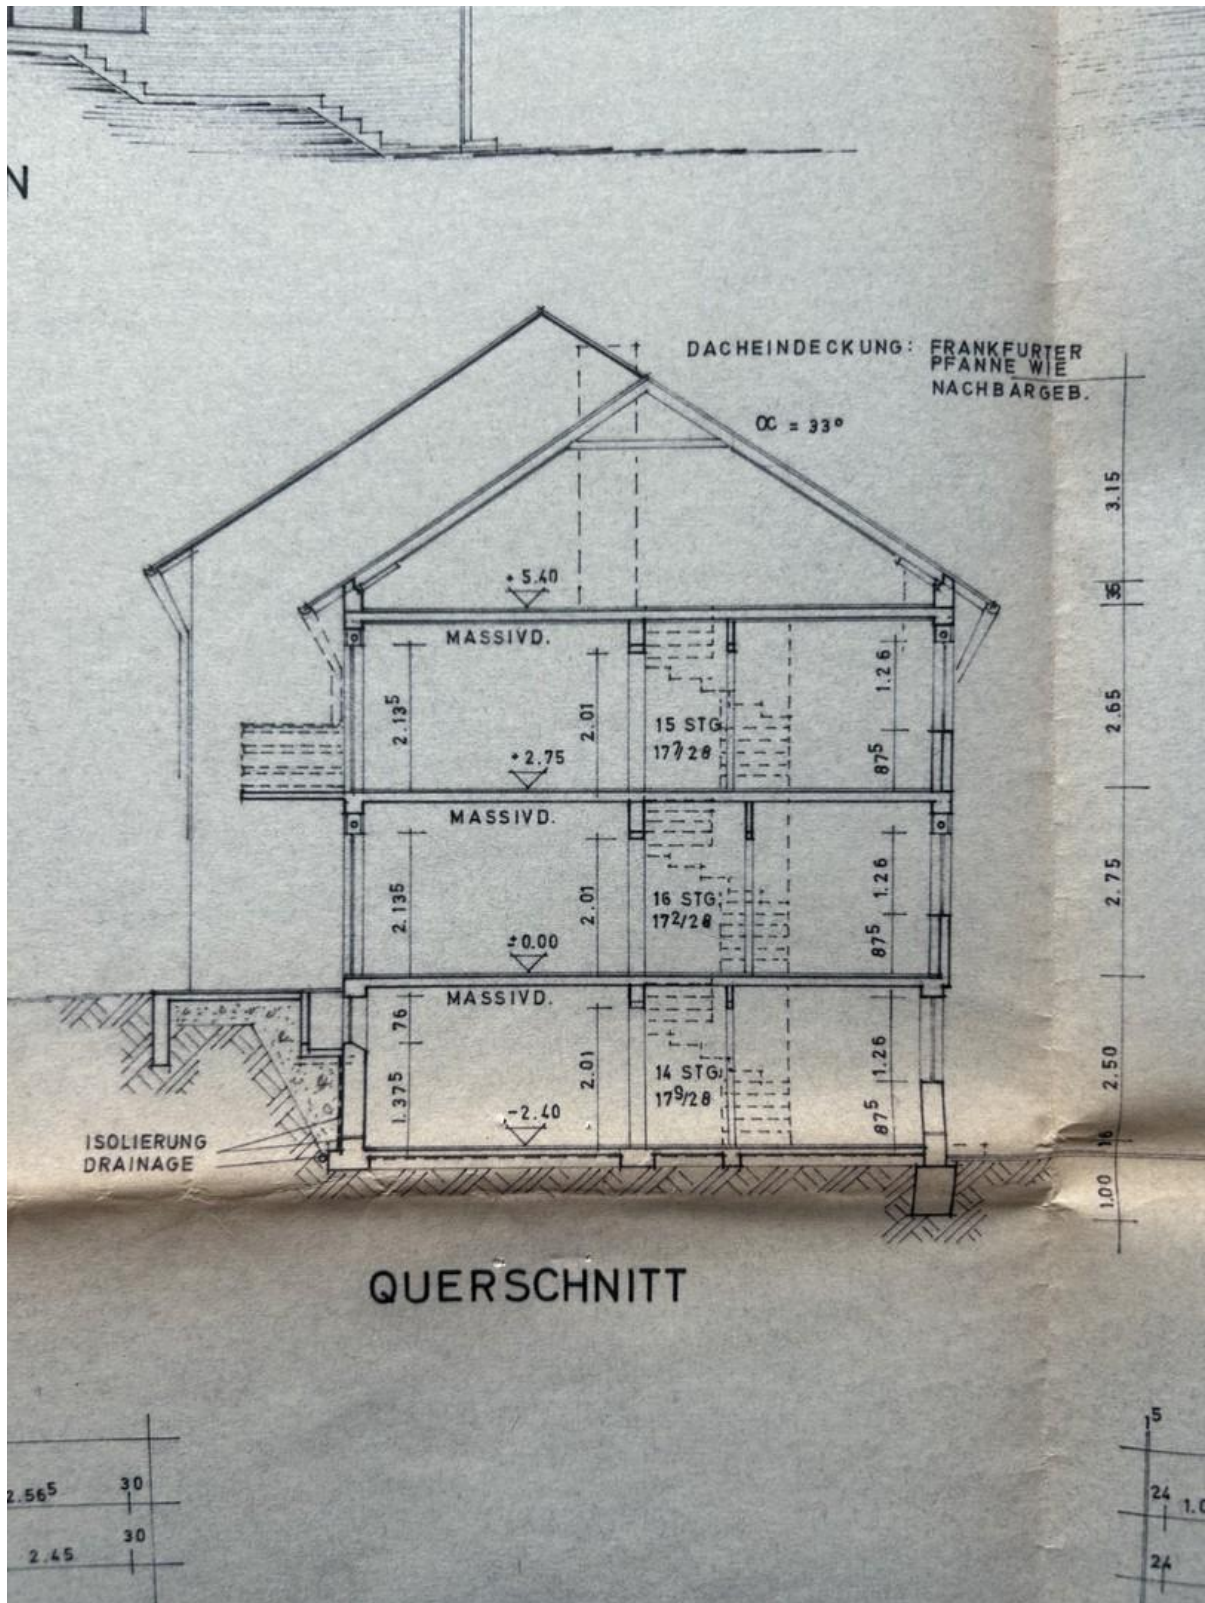 N
DACHEINDECKUNG: FRANKFURTER
PFANNE WIE
NACHBARGEB.
α = 33°
3.15
+ 5.40
36
MASSIVD.
2.13⁵
2.01
15 STG
17⁷/28
1.26
87⁵
2.65
+2.75
MASSIVD.
2.135
2.01
16 STG
17²/28
1.26
87⁵
2.75
±0.00
MASSIVD.
76
1.375
2.01
14 STG
17⁹/28
1.26
87⁵
2.50
-2.40
16
1.00
ISOLIERUNG
DRAINAGE
QUERSCHNITT
2.56⁵ 30
30
2.45
1⁵
24
24